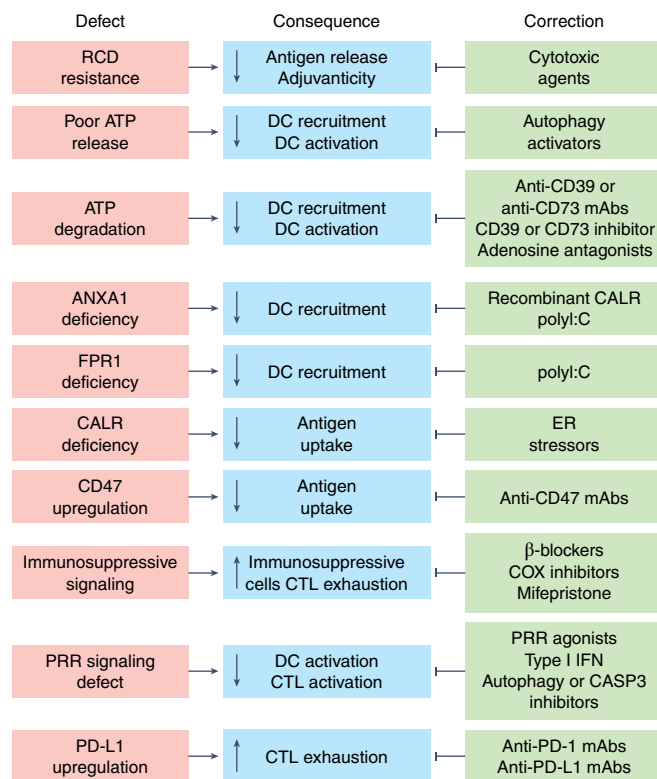 Defect
Consequence
Correction
RCD
resistance
Antigen release
Adjuvanticity
Cytotoxic
agents
Poor ATP
release
DC recruitment
DC activation
Autophagy
activators
ATP
degradation
DC recruitment
DC activation
Anti-CD39 or
anti-CD73 mAbs
CD39 or CD73 inhibitor
Adenosine antagonists
ANXA1
deficiency
DC recruitment
Recombinant CALR
polyI:C
FPR1
deficiency
DC recruitment
polyI:C
CALR
deficiency
Antigen
uptake
ER
stressors
CD47
upregulation
Antigen
uptake
Anti-CD47 mAbs
Immunosuppressive
signaling
Immunosuppressive
cells CTL exhaustion
β-blockers
COX inhibitors
Mifepristone
PRR signaling
defect
DC activation
CTL activation
PRR agonists
Type I IFN
Autophagy or CASP3
inhibitors
PD-L1
upregulation
CTL exhaustion
Anti-PD-1 mAbs
Anti-PD-L1 mAbs